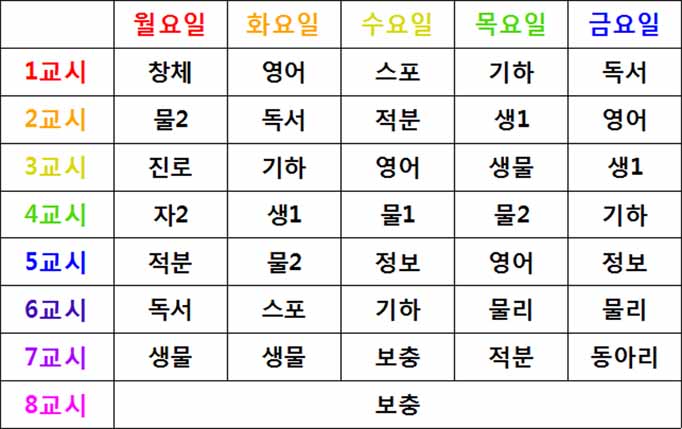 월요일 화요일 수요일 목요일 금요일
1교시 창체 영어 스포 기하 독서
2교시 물2 독서 적분 생1 영어
3교시 진로 기하 영어 생물 생1
4교시 자2 생1 물1 물2 기하
5교시 적분 물2 정보 영어 정보
6교시 독서 스포 기하 물리 물리
7교시 생물 생물 보충 적분 동아리
8교시 보충